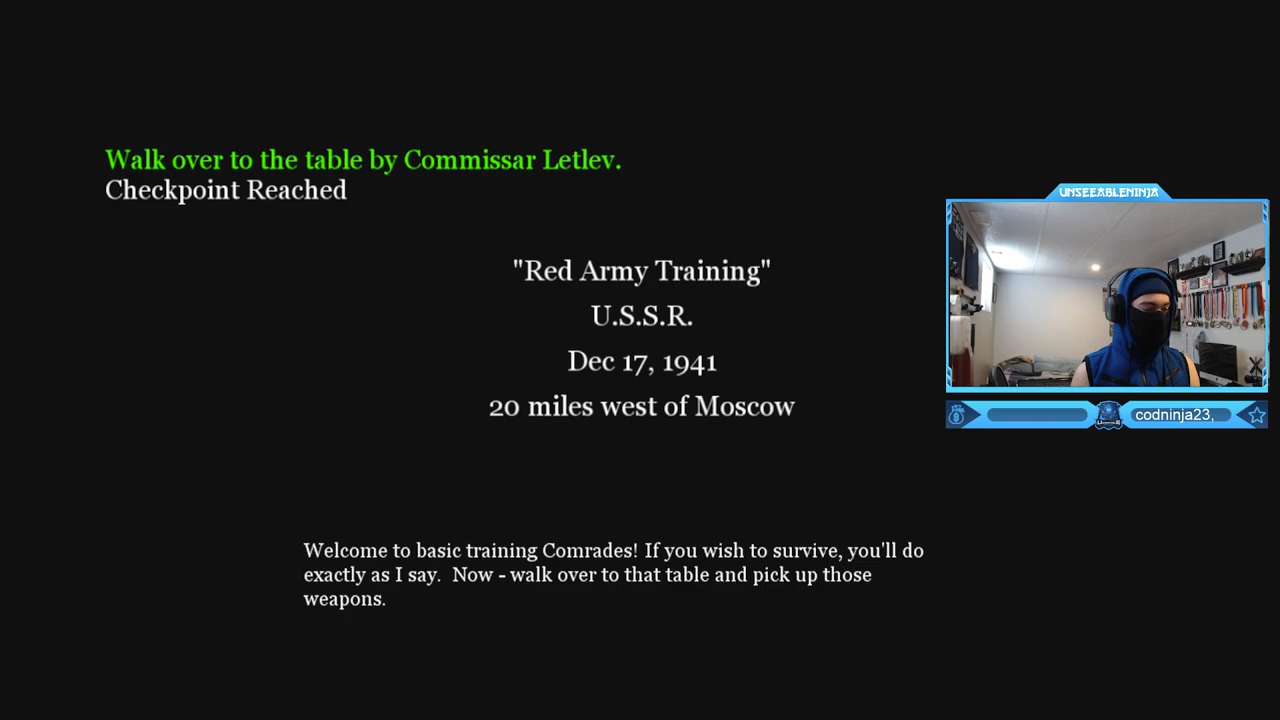 Walk over to the table by Commissar Letlev.
Checkpoint Reached
UNSEEABLENINJA
"Red Army Training"
U.S.S.R.
Dec 17, 1941
20 miles west of Moscow
codninja23,
Welcome to basic training Comrades! If you wish to survive, you'll do
exactly as I say.  Now - walk over to that table and pick up those
weapons.